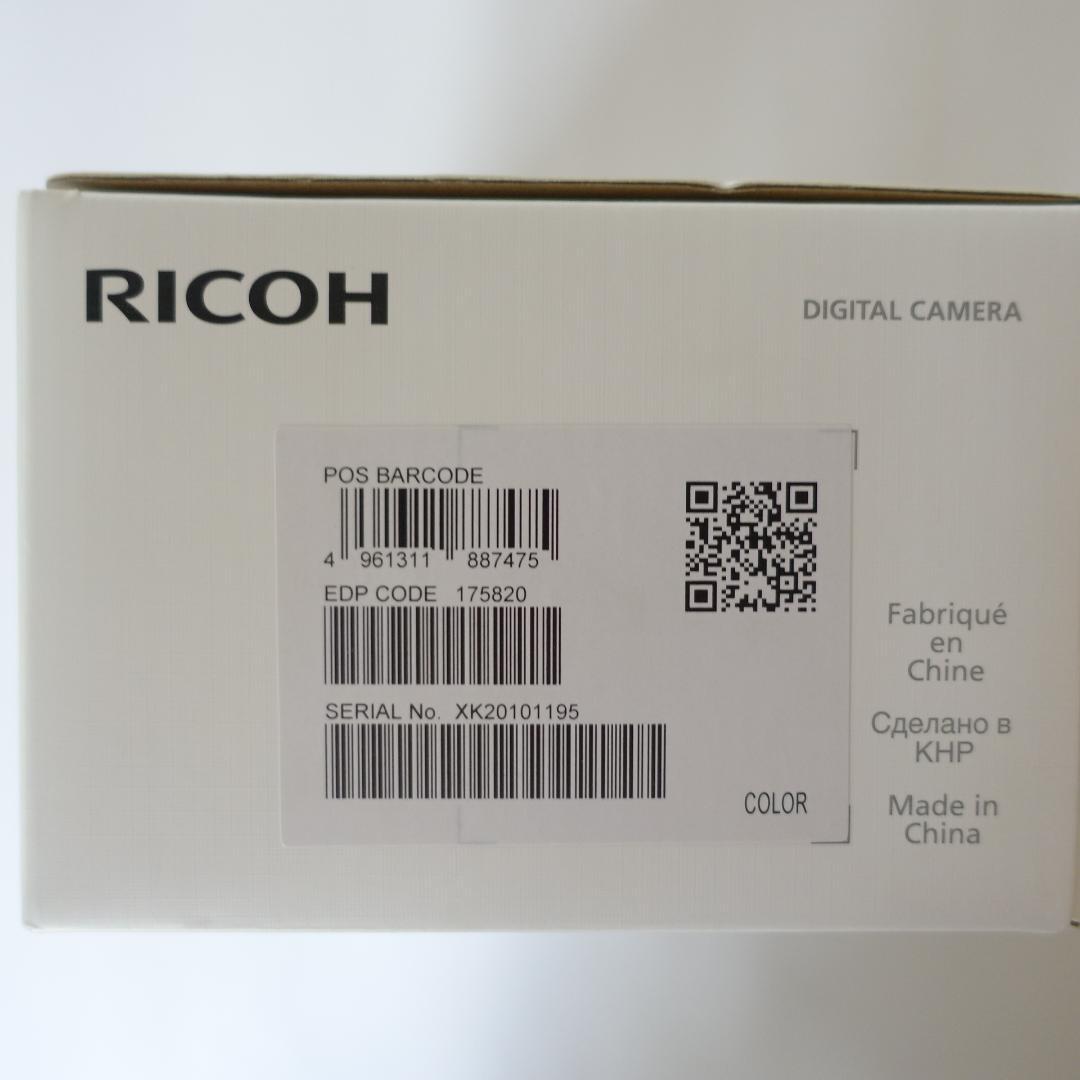 RICOH
DIGITAL CAMERA
POS BARCODE
4 961311 887475
EDP CODE 175820
SERIAL No. XK20101195
COLOR
Fabriqué
en
Chine
Сделано в
КНР
Made in
China